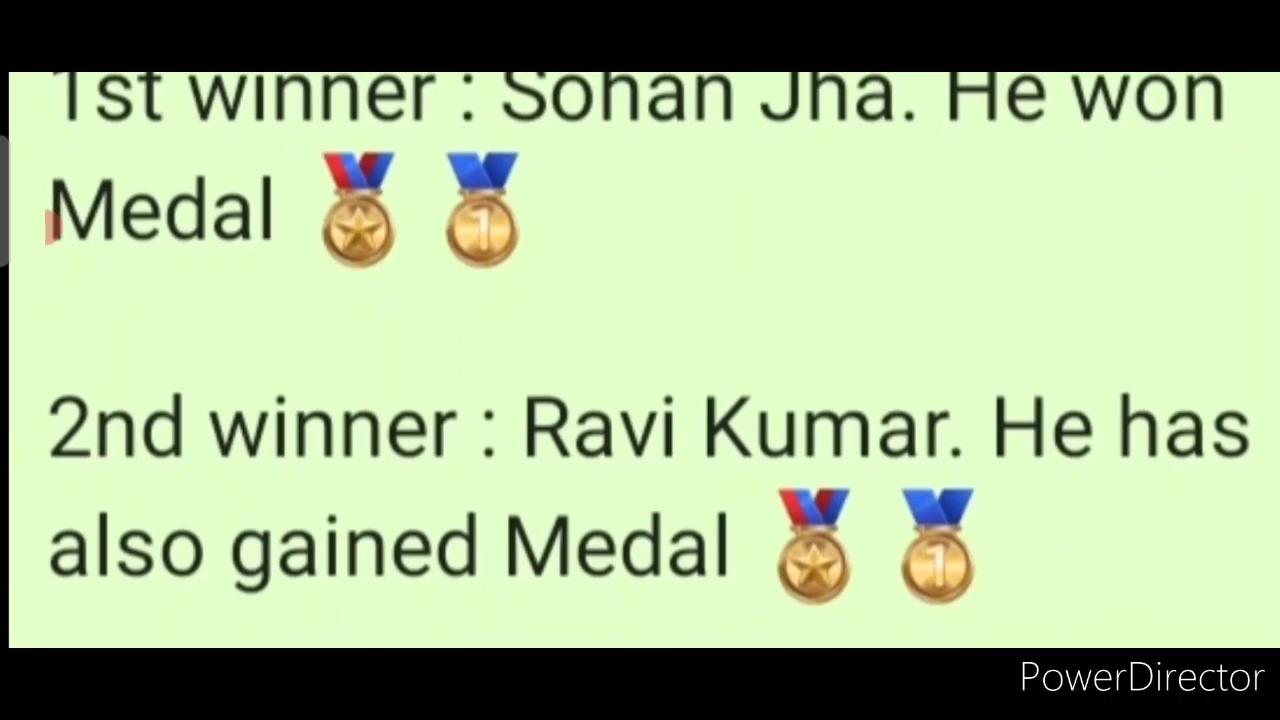 1st winner : Sohan Jha. He won
Medal 🎖 🥇
2nd winner : Ravi Kumar. He has
also gained Medal 🎖 🥇
PowerDirector